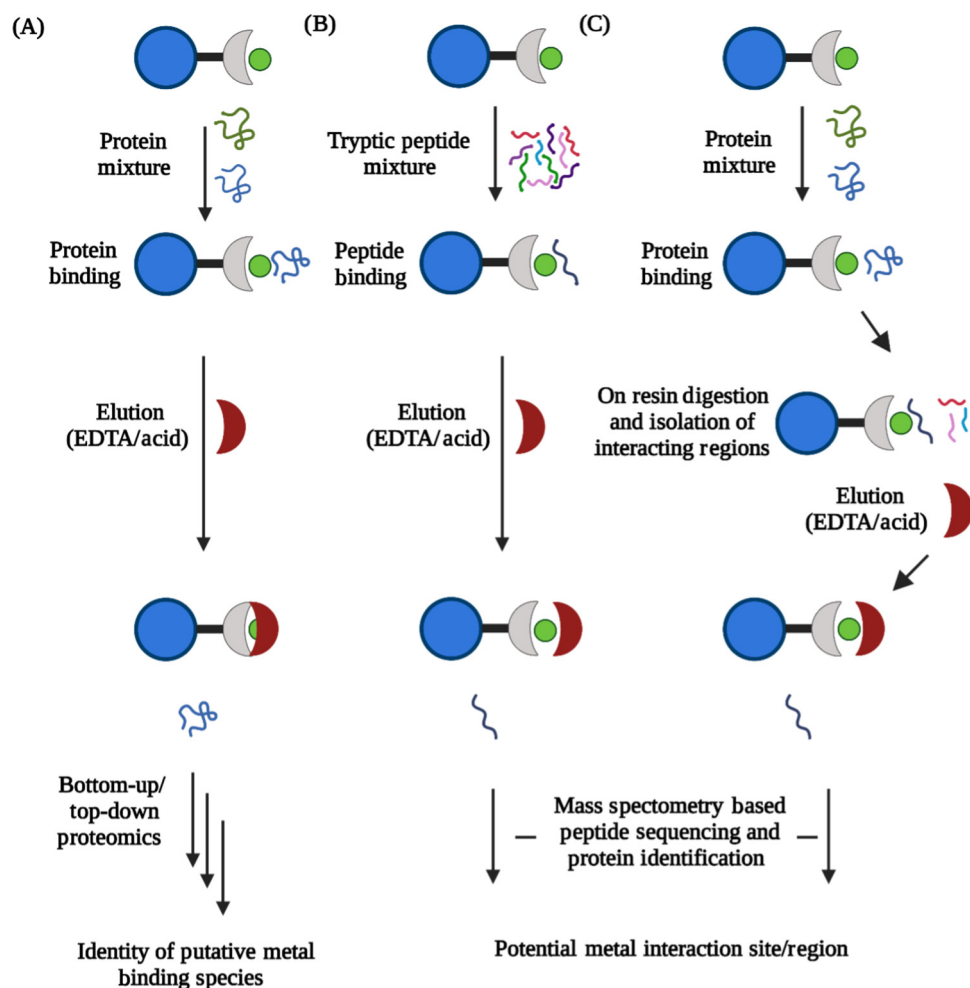 (A)
(B)
(C)
Protein
mixture
Tryptic peptide
mixture
Protein
mixture
Protein
binding
Peptide
binding
Protein
binding
Elution
(EDTA/acid)
Elution
(EDTA/acid)
On resin digestion
and isolation of
interacting regions
Elution
(EDTA/acid)
Bottom-up/
top-down
proteomics
Mass spectometry based
peptide sequencing and
protein identification
Identity of putative metal
binding species
Potential metal interaction site/region